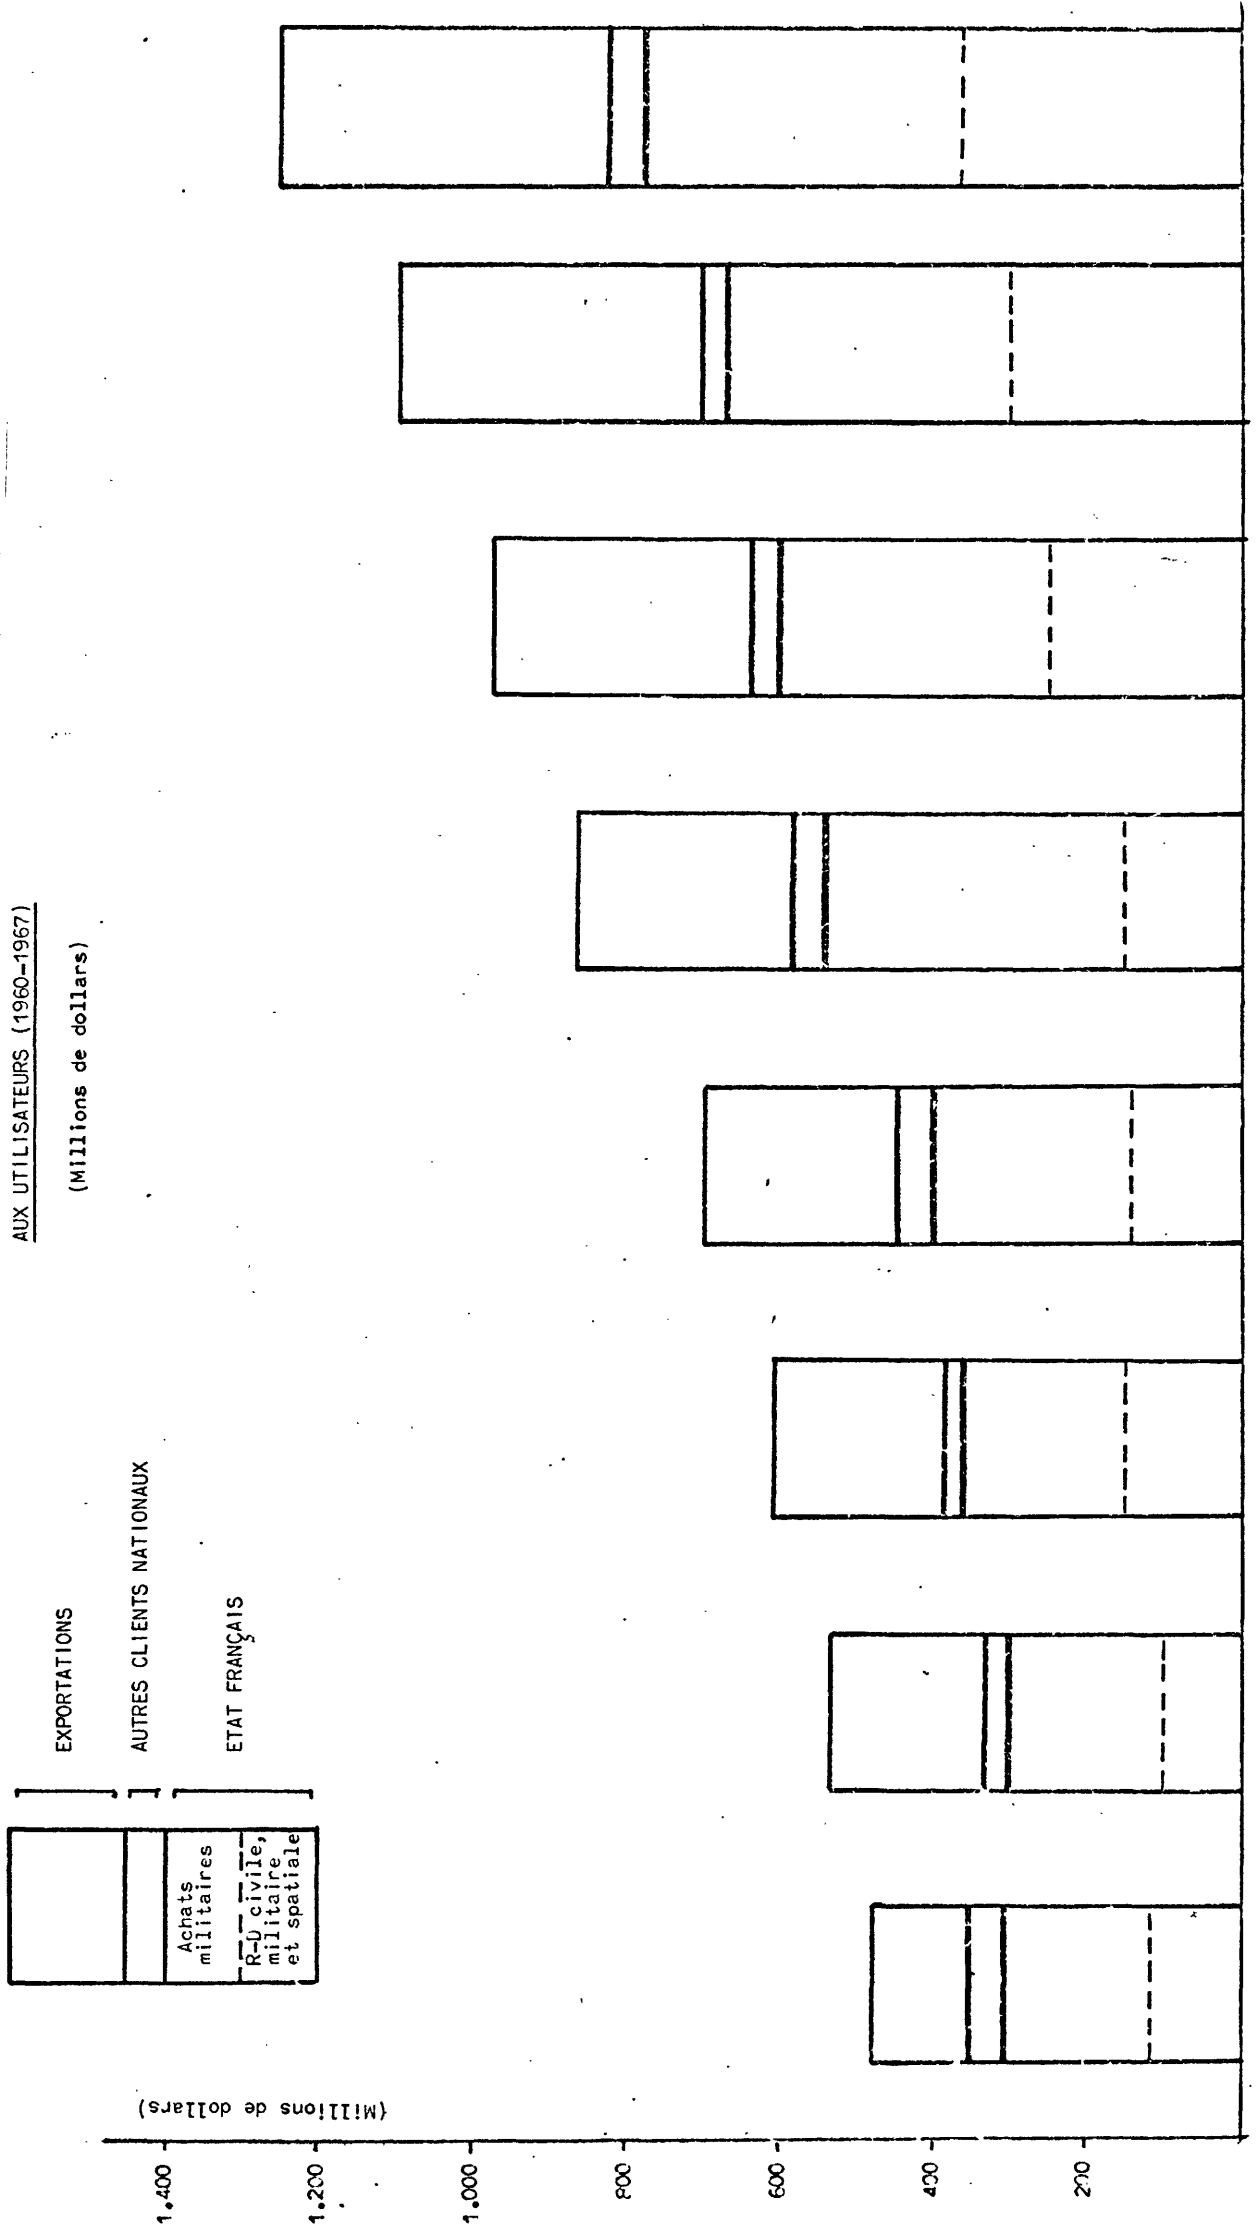 AUX UTILISATEURS (1960-1967)
(Millions de dollars)
EXPORTATIONS
AUTRES CLIENTS NATIONAUX
ETAT FRANÇAIS
Achats
militaires
R-D civile,
militaire
et spatiale
(Millions de dollars)
1.400
1.200
1.000
800
600
400
200